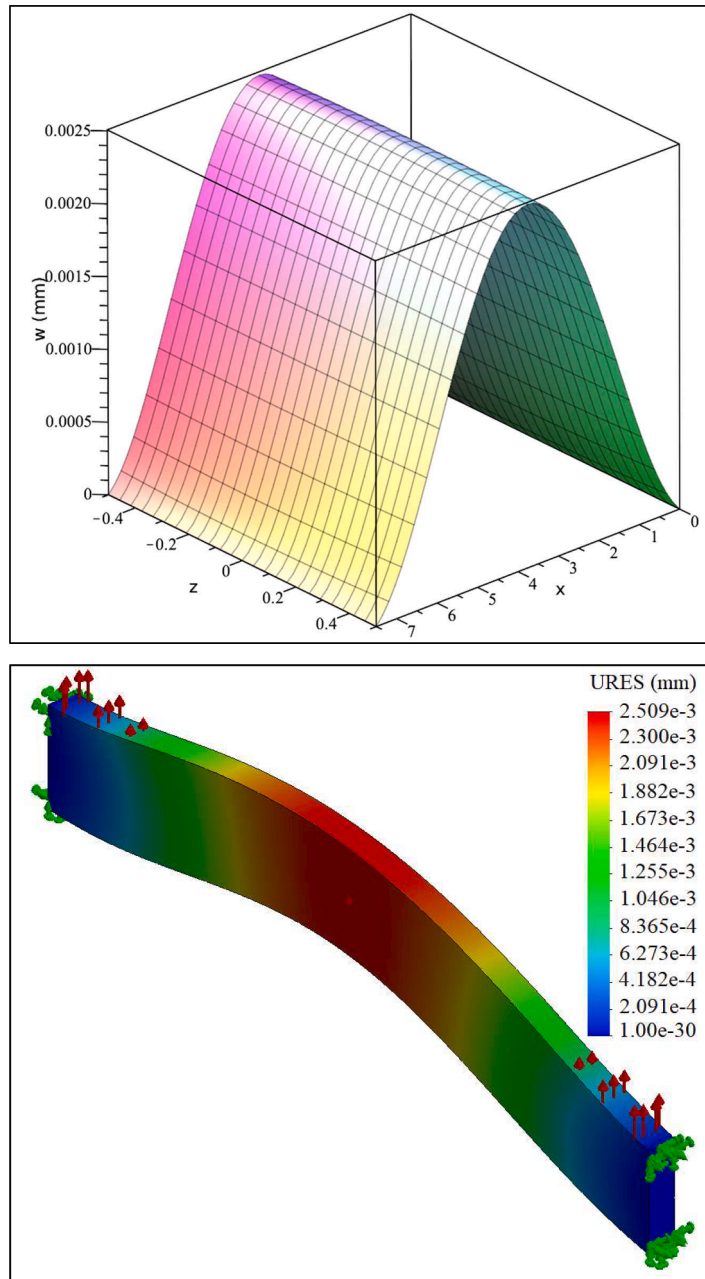 0.0025
0.0020
0.0015
0.0010
0.0005
0
w (mm)
−0.4
−0.2
0
0.2
0.4
z
7
6
5
4
3
2
1
0
x
URES (mm)
2.509e-3
2.300e-3
2.091e-3
1.882e-3
1.673e-3
1.464e-3
1.255e-3
1.046e-3
8.365e-4
6.273e-4
4.182e-4
2.091e-4
1.00e-30